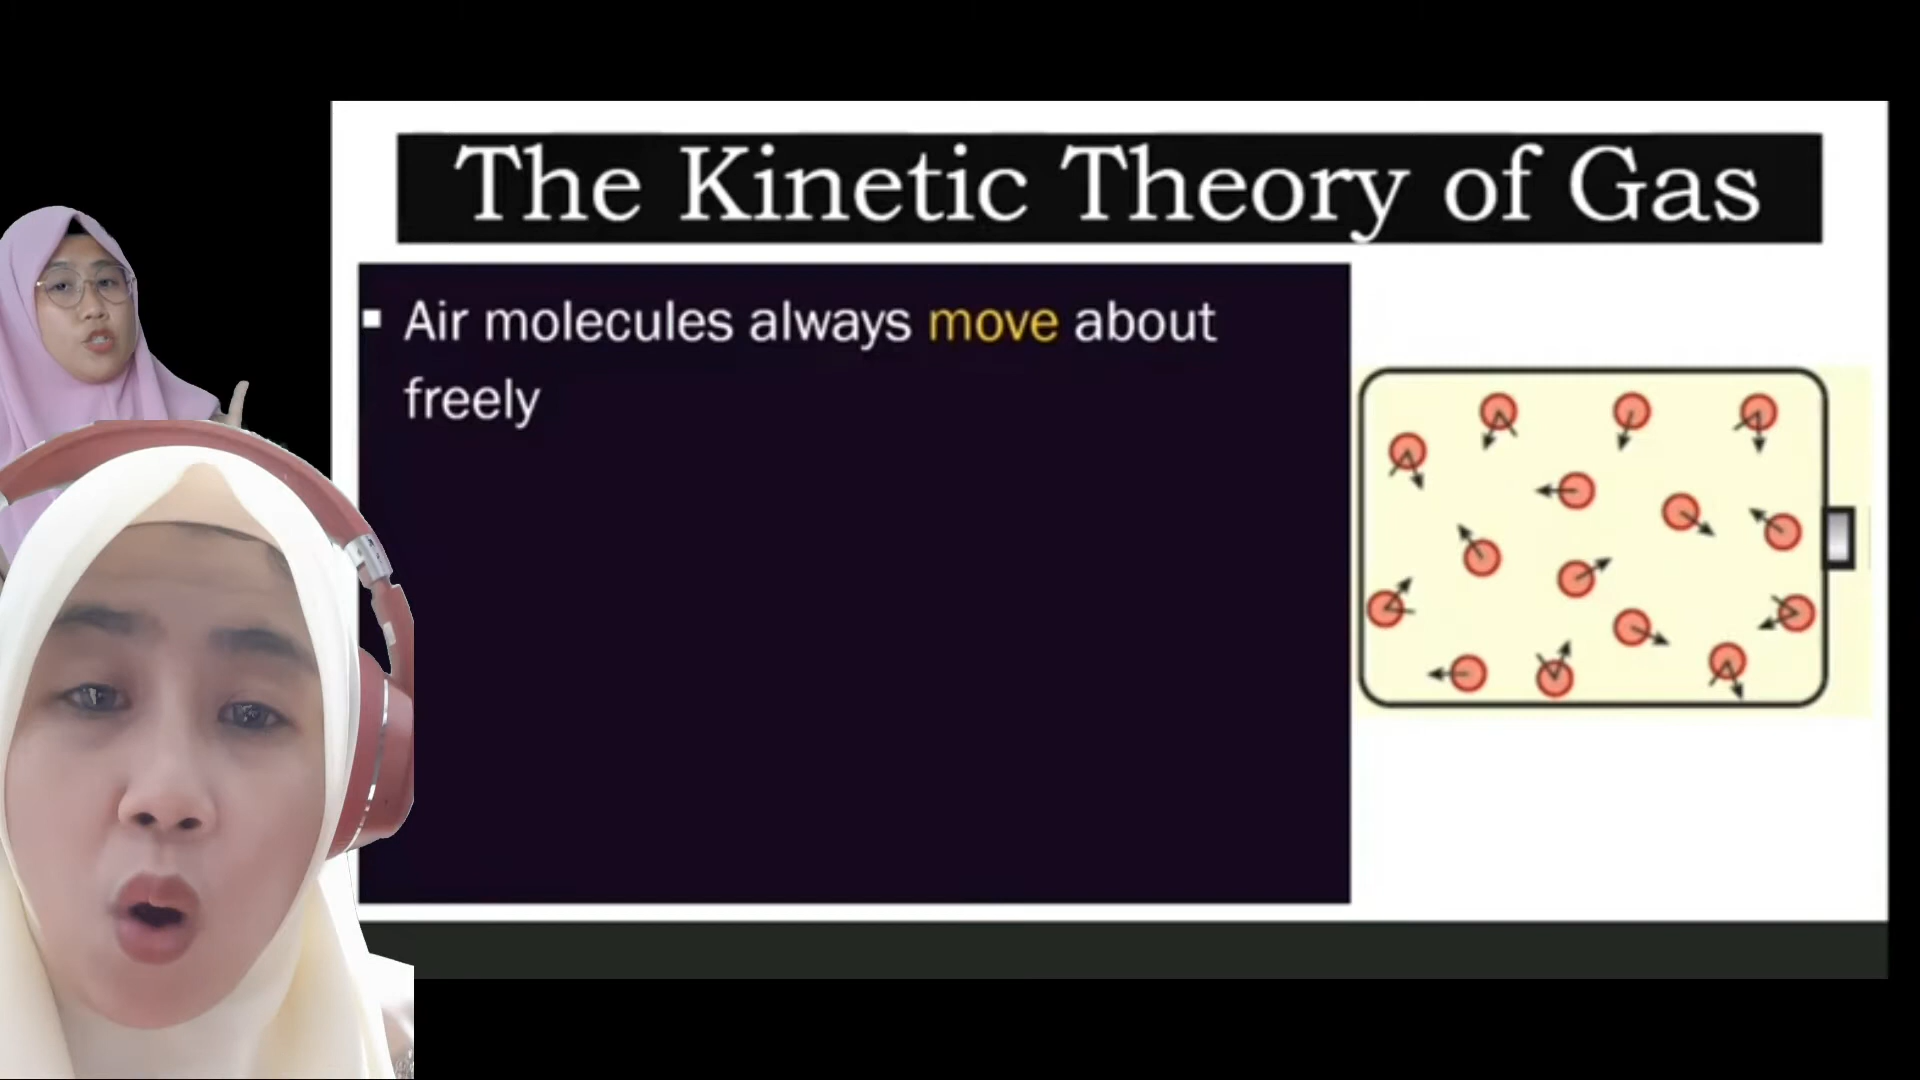 The Kinetic Theory of Gas
▪ Air molecules always move about
freely